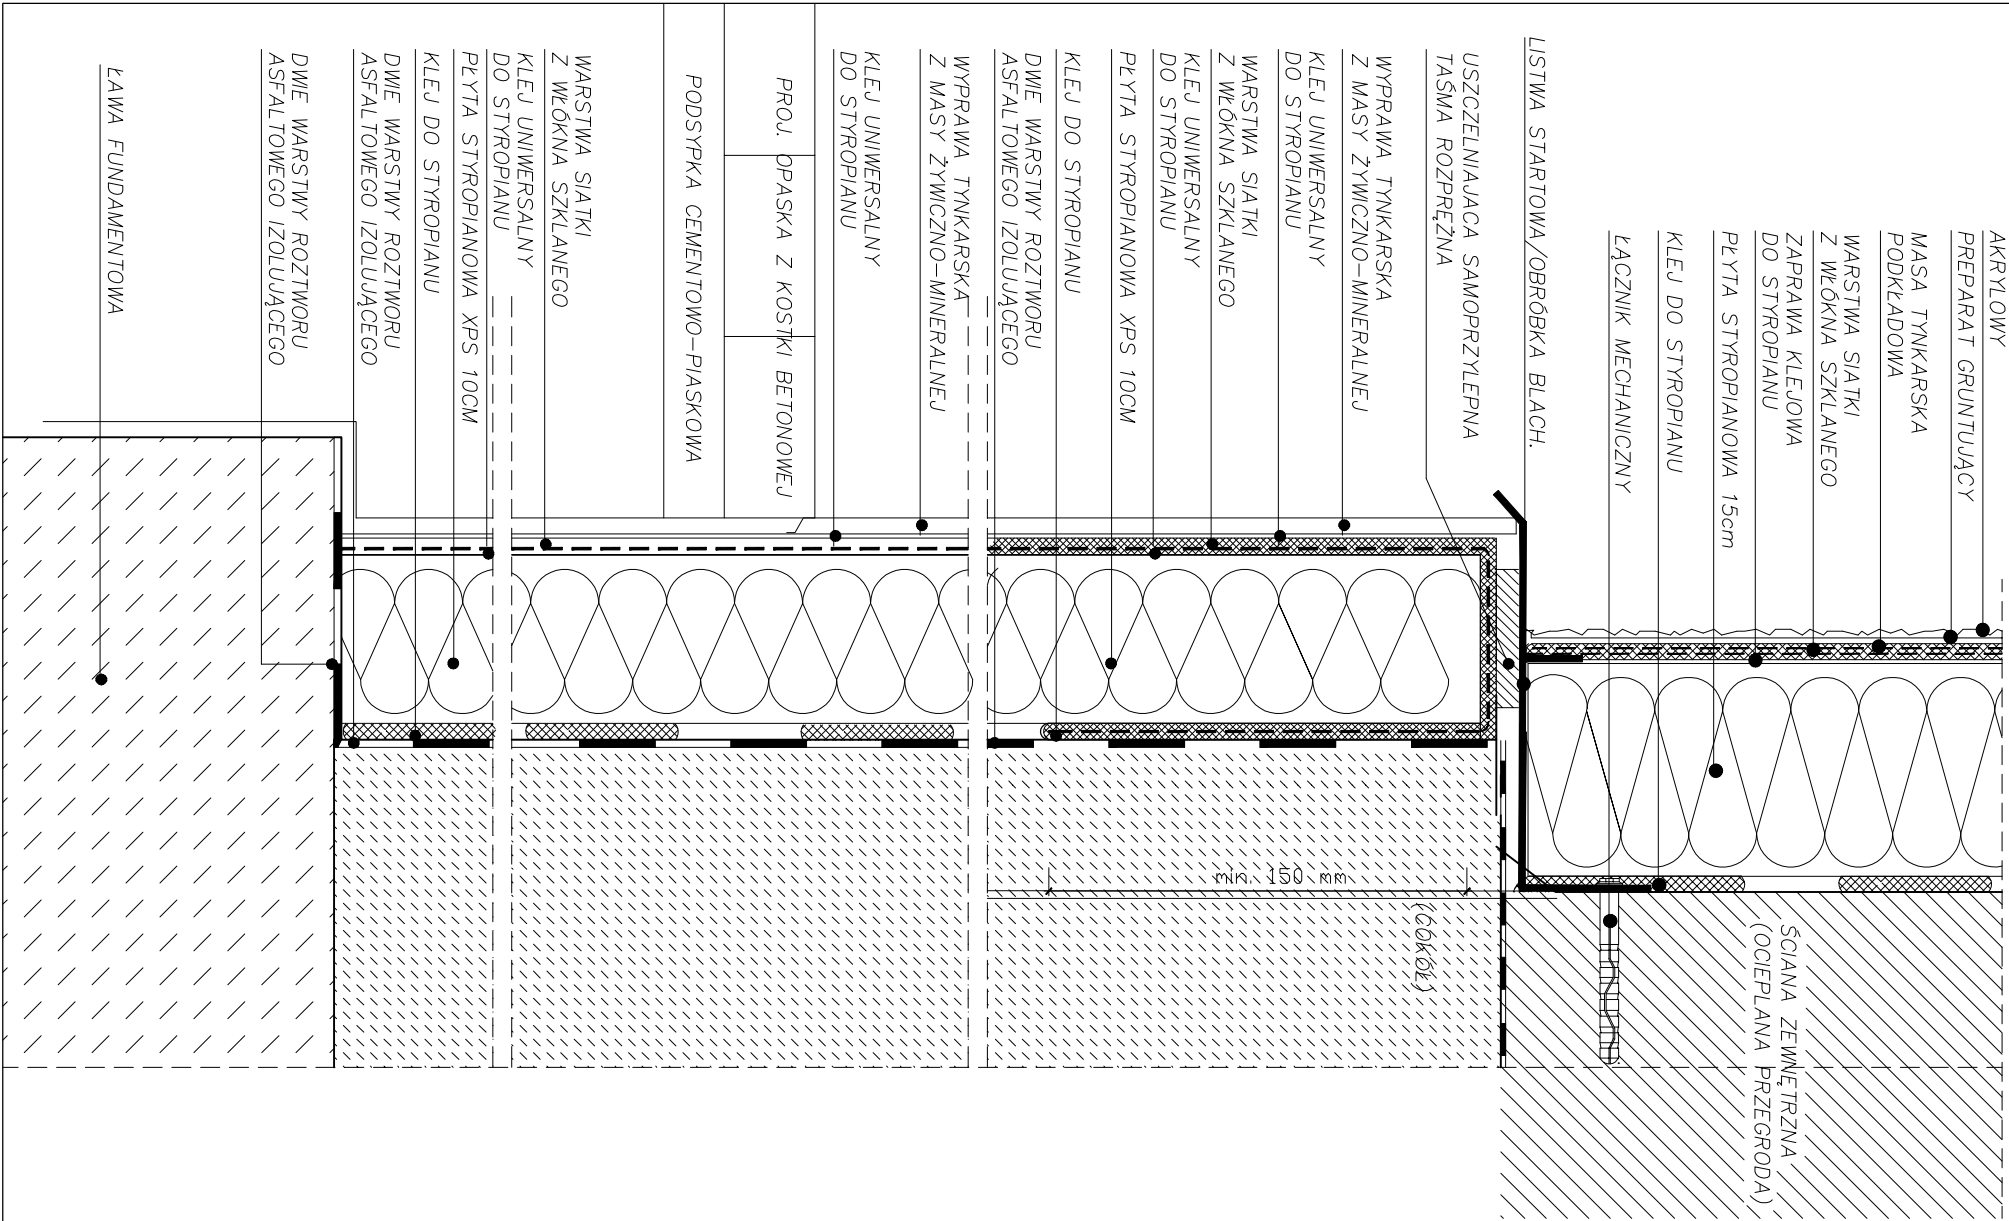 AKRYLOWY
PREPARAT GRUNTUJĄCY
MASA TYNKARSKA
PODKŁADOWA
WARSTWA SIATKI
Z WŁÓKNA SZKLANEGO
ZAPRAWA KLEJOWA
DO STYROPIANU
PŁYTA STYROPIANOWA 15cm
KLEJ DO STYROPIANU
ŁĄCZNIK MECHANICZNY
LISTWA STARTOWA/OBRÓBKA BLACH.
USZCZELNIAJACA SAMOPRZYLEPNA
TAŚMA ROZPRĘŻNA
WYPRAWA TYNKARSKA
Z MASY ŻYWICZNO-MINERALNEJ
KLEJ UNIWERSALNY
DO STYROPIANU
WARSTWA SIATKI
Z WŁÓKNA SZKLANEGO
KLEJ UNIWERSALNY
DO STYROPIANU
PŁYTA STYROPIANOWA XPS 10CM
KLEJ DO STYROPIANU
DWIE WARSTWY ROZTWORU
ASFALTOWEGO IZOLUJĄCEGO
WYPRAWA TYNKARSKA
Z MASY ŻYWICZNO-MINERALNEJ
KLEJ UNIWERSALNY
DO STYROPIANU
PROJ. OPASKA Z KOSTKI BETONOWEJ
PODSYPKA CEMENTOWO-PIASKOWA
WARSTWA SIATKI
Z WŁÓKNA SZKLANEGO
KLEJ UNIWERSALNY
DO STYROPIANU
PŁYTA STYROPIANOWA XPS 10CM
KLEJ DO STYROPIANU
DWIE WARSTWY ROZTWORU
ASFALTOWEGO IZOLUJĄCEGO
DWIE WARSTWY ROZTWORU
ASFALTOWEGO IZOLUJĄCEGO
ŁAWA FUNDAMENTOWA
ŚCIANA ZEWNĘTRZNA
(OCIEPLANA PRZEGRODA)
min. 150 mm
(COKÓŁ)